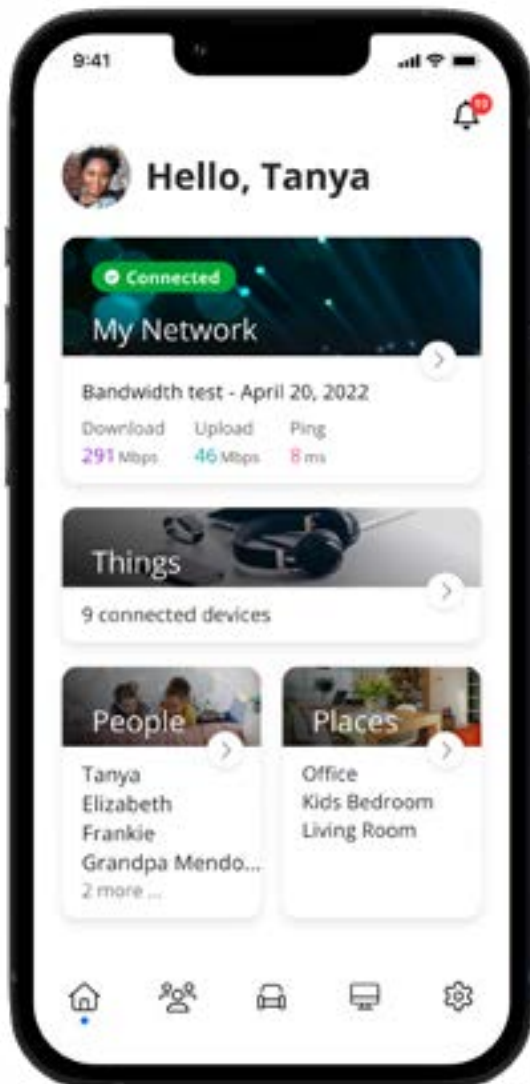 9:41
Hello, Tanya
Connected
My Network
Bandwidth test - April 20, 2022
Download Upload Ping
291 Mbps 46 Mbps 8 ms
Things
9 connected devices
People
Tanya
Elizabeth
Frankie
Grandpa Mendo...
2 more ...
Places
Office
Kids Bedroom
Living Room